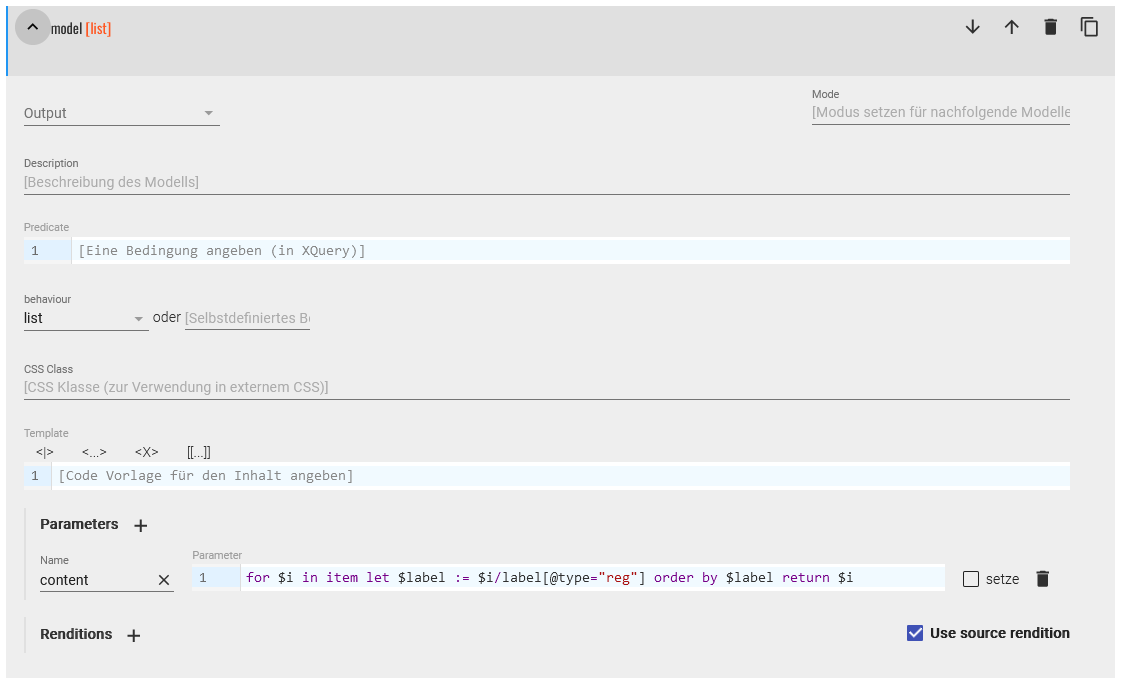 model [list]
Output
Mode
[Modus setzen für nachfolgende Modelle
Description
[Beschreibung des Modells]
Predicate
1 [Eine Bedingung angeben (in XQuery)]
behaviour
list oder [Selbstdefiniertes B
CSS Class
[CSS Klasse (zur Verwendung in externem CSS)]
Template
<|> <...> <X> [[...]]
1 [Code Vorlage für den Inhalt angeben]
Parameters +
Name
Parameter
content 1 for $i in item let $label := $i/label[@type="reg"] order by $label return $i setze
Renditions + Use source rendition